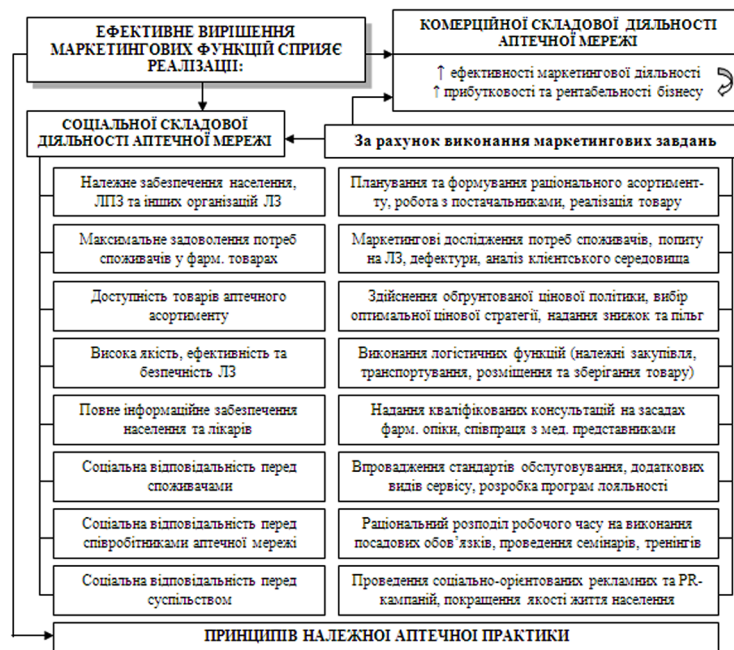 ЕФЕКТИВНЕ ВИРІШЕННЯ
МАРКЕТИНГОВИХ ФУНКЦІЙ СПРИЯЄ
РЕАЛІЗАЦІІ:
КОМЕРЦІЙНОЇ СКЛАДОВОЇ ДІЯЛЬНОСТІ
АПТЕЧНОЇ МЕРЕЖІ
↑ ефективності маркетингової діяльності
↑ прибутковості та рентабельності бізнесу
СОЦІАЛЬНОЇ СКЛАДОВОЇ
ДІЯЛЬНОСТІ АПТЕЧНОЇ МЕРЕЖІ
За рахунок виконання маркетингових завдань
Належне забезпечення населення,
ЛПЗ та інших організацій ЛЗ
Планування та формування раціонального асортимент-
ту, робота з постачальниками, реалізація товару
Максимальне задоволення потреб
споживачів у фарм. товарах
Маркетингові дослідження потреб споживачів, попиту
на ЛЗ, дефектури, аналіз клієнтського середовища
Доступність товарів аптечного
асортименту
Здійснення обґрунтованої цінової політики, вибір
оптимальної цінової стратегії, надання знижок та пільг
Висока якість, ефективність та
безпечність ЛЗ
Виконання логістичних функцій (належні закупівля,
транспортування, розміщення та зберігання товару)
Повне інформаційне забезпечення
населення та лікарів
Надання кваліфікованих консультацій на засадах
фарм. опіки, співпраця з мед. представниками
Соціальна відповідальність перед
споживачами
Впровадження стандартів обслуговування, додаткових
видів сервісу, розробка програм лояльності
Соціальна відповідальність перед
співробітниками аптечної мережі
Раціональний розподіл робочого часу на виконання
посадових обов’язків, проведення семінарів, тренінгів
Соціальна відповідальність перед
суспільством
Проведення соціально-орієнтованих рекламних та PR-
кампаній, покращення якості життя населення
ПРИНЦИПІВ НАЛЕЖНОЇ АПТЕЧНОЇ ПРАКТИКИ